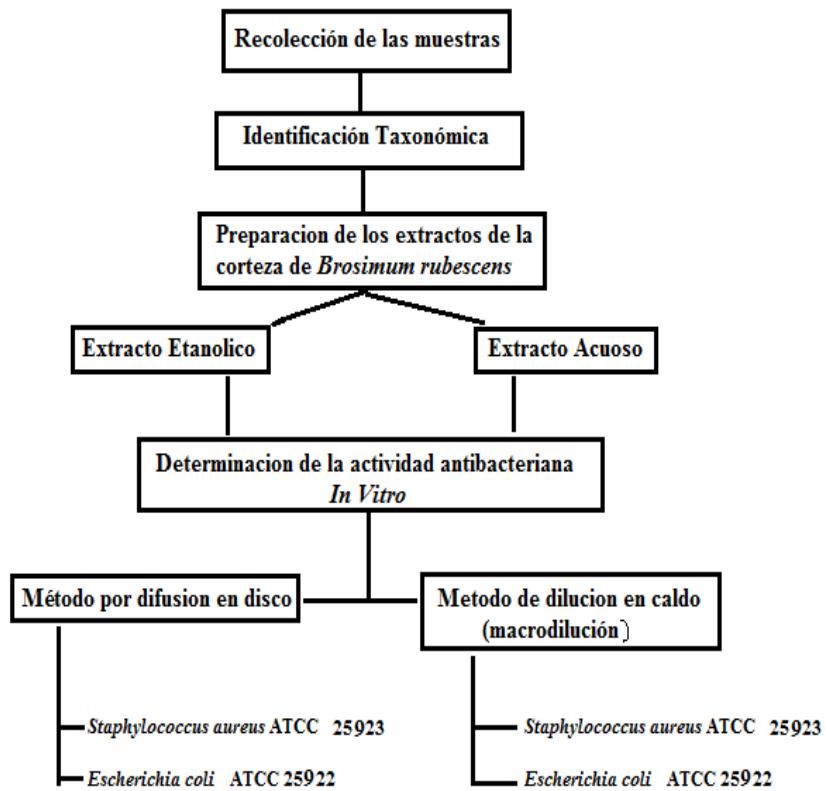 Recolección de las muestras
Identificación Taxonómica
Preparacion de los extractos de la
corteza de Brosimum rubescens
Extracto Etanolico
Extracto Acuoso
Determinacion de la actividad antibacteriana
In Vitro
Método por difusion en disco
Metodo de dilucion en caldo
(macrodilución)
Staphylococcus aureus ATCC 25923
Escherichia coli ATCC 25922
Staphylococcus aureus ATCC 25923
Escherichia coli ATCC 25922